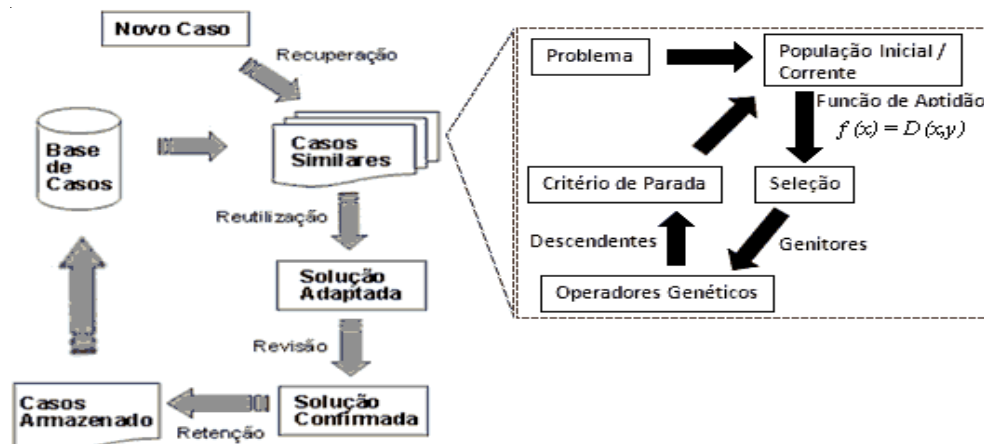 Novo Caso
Recuperação
Base
de
Casos
Casos
Similares
Reutilização
Solução
Adaptada
Revisão
Solução
Confirmada
Retenção
Casos
Armazenado
Problema
População Inicial /
Corrente
Função de Aptidão
f (x) = D (x,y)
Critério de Parada
Seleção
Descendentes
Genitores
Operadores Genéticos